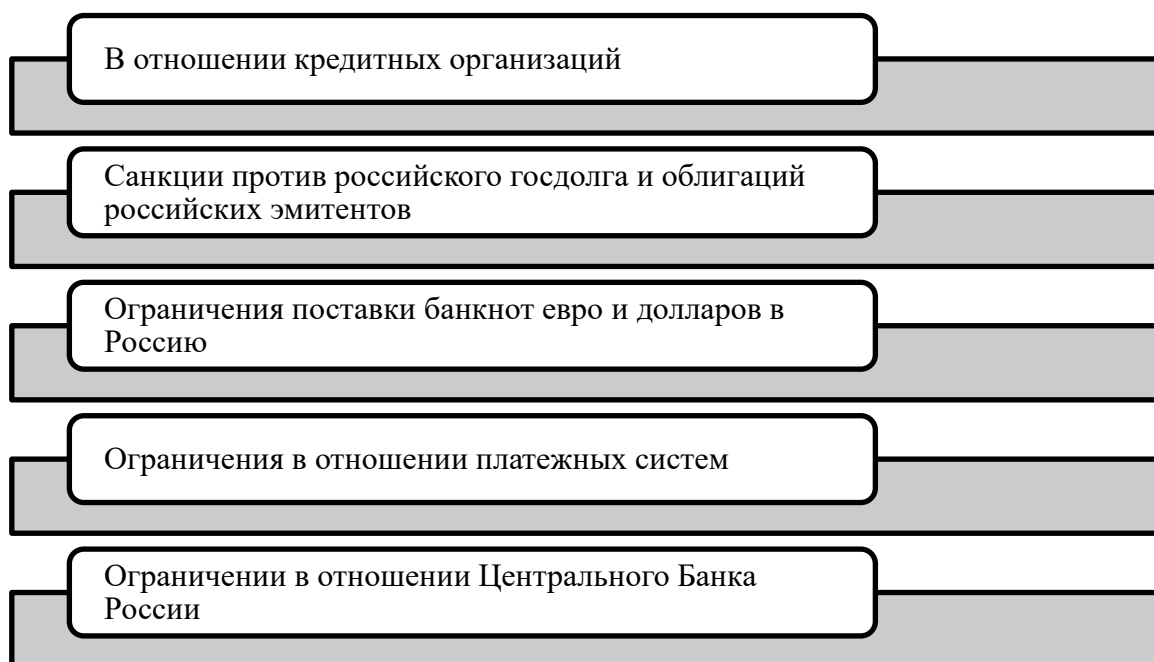 В отношении кредитных организаций
Санкции против российского госдолга и облигаций
российских эмитентов
Ограничения поставки банкнот евро и долларов в
Россию
Ограничения в отношении платежных систем
Ограничении в отношении Центрального Банка
России